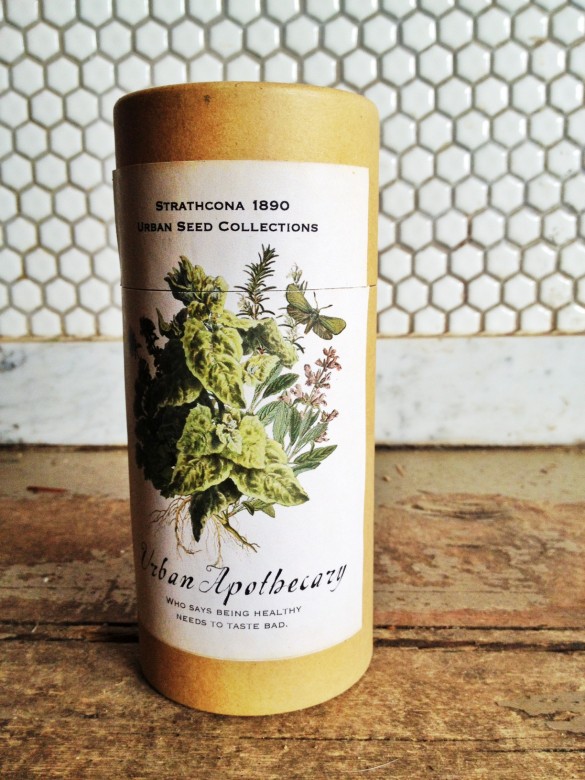 STRATHCONA 1890
URBAN SEED COLLECTIONS
Urban Apothecary
WHO SAYS BEING HEALTHY
NEEDS TO TASTE BAD.